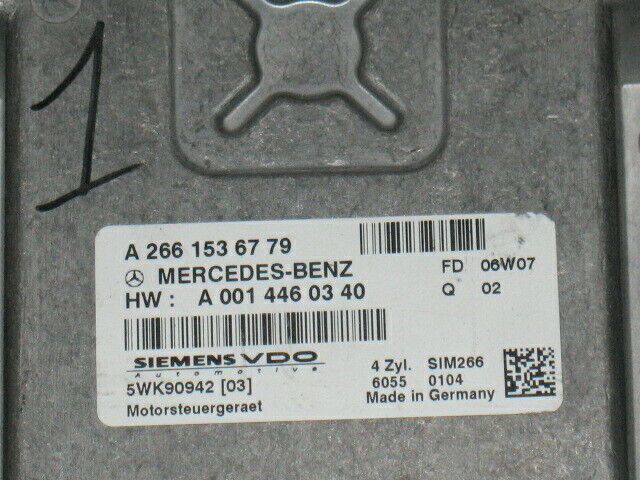 1
A 266 153 67 79
MERCEDES-BENZ FD 06W07
HW : A 001 446 03 40 Q 02
SIEMENS VDO 4 Zyl. SIM266
Automotive 6055 0104
5WK90942 [03] Made in Germany
Motorsteuergeraet